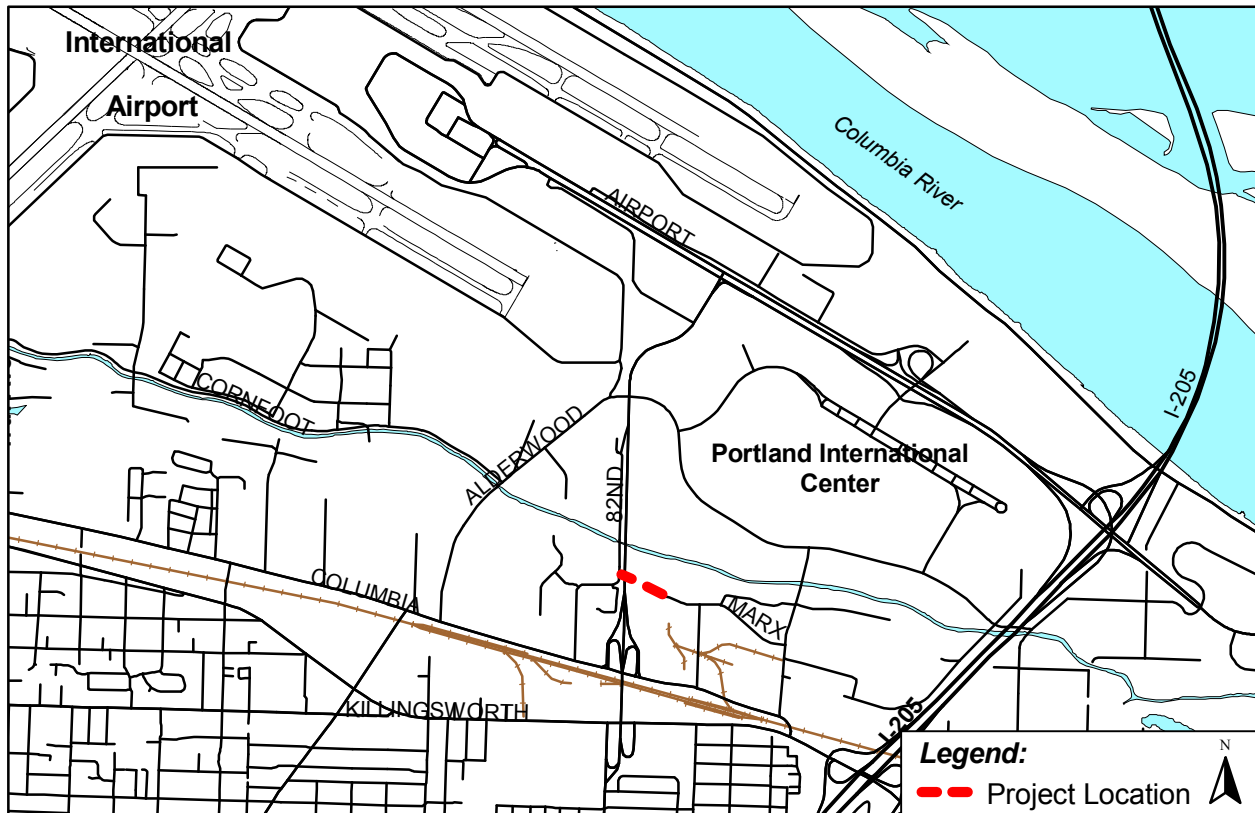 International
Airport
Columbia River
AIRPORT
I-205
CORNFOOT
ALDERWOOD
Portland International
Center
82ND
COLUMBIA
MARX
KILLINGSWORTH
I-205
Legend:
N
Project Location